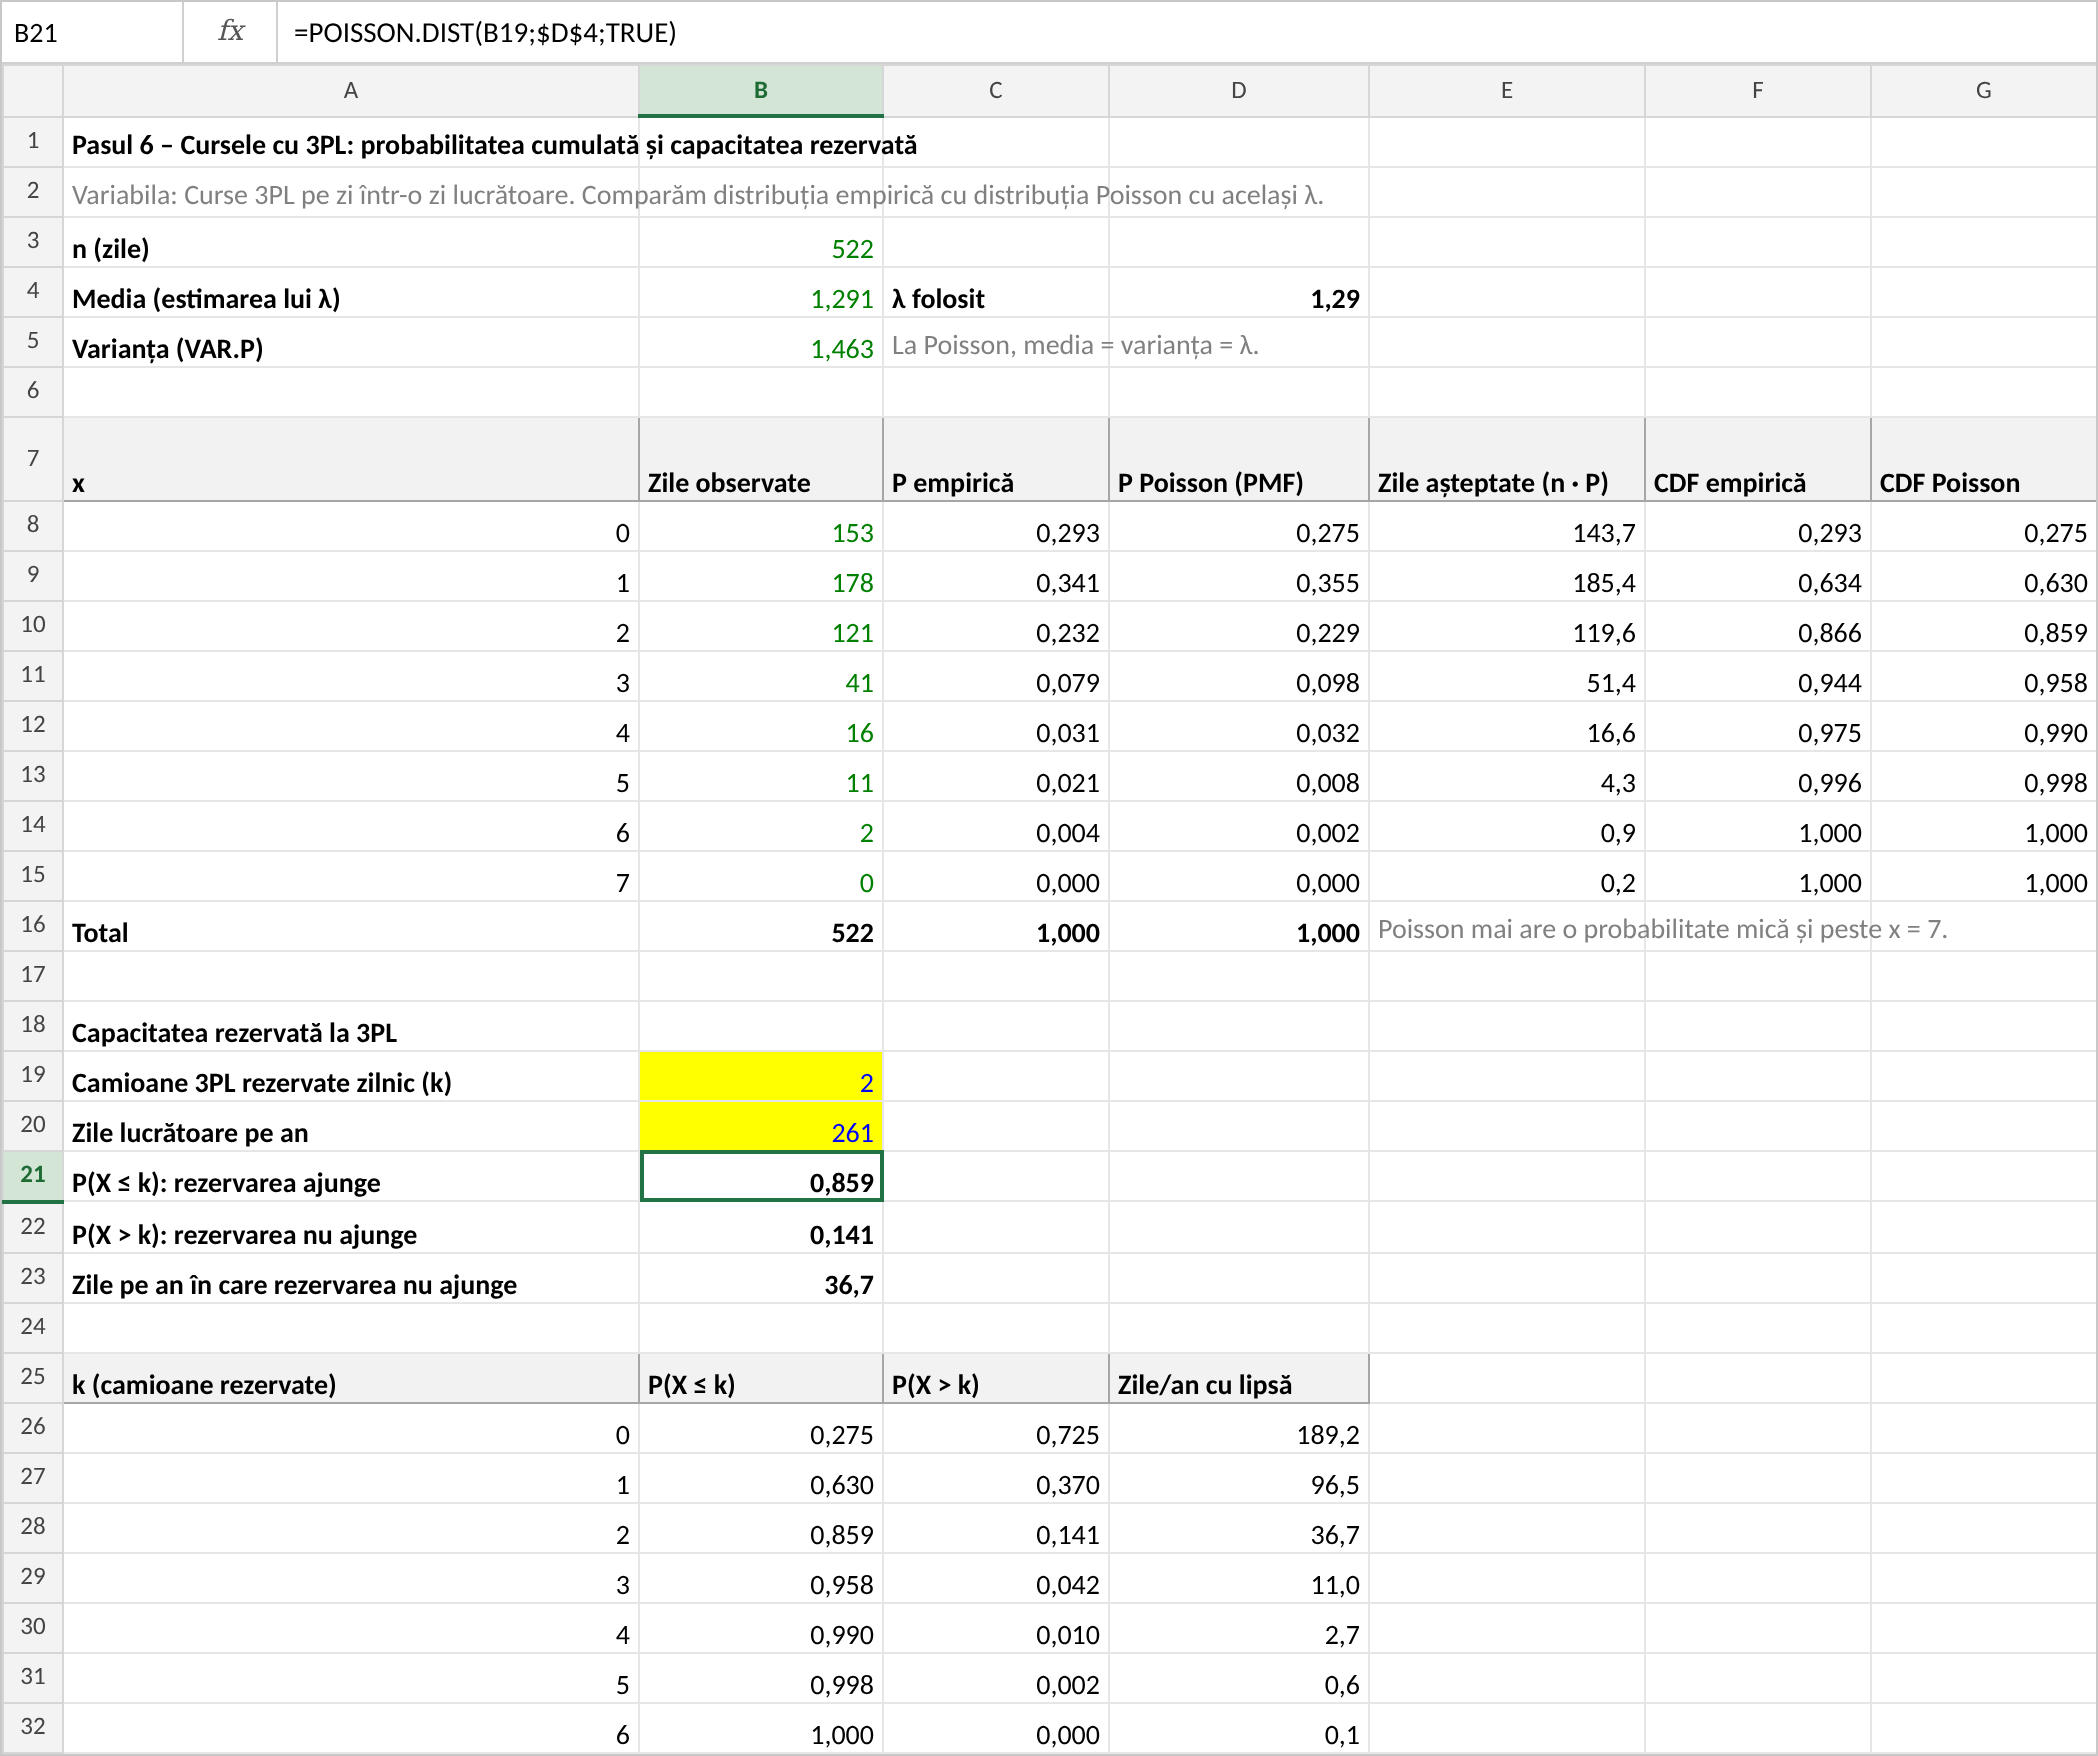 B21 fx =POISSON.DIST(B19;$D$4;TRUE)
A B C D E F G
1 Pasul 6 – Cursele cu 3PL: probabilitatea cumulată și capacitatea rezervată
2 Variabila: Curse 3PL pe zi într-o zi lucrătoare. Comparăm distribuția empirică cu distribuția Poisson cu același λ.
3 n (zile) 522
4 Media (estimarea lui λ) 1,291 λ folosit 1,29
5 Varianța (VAR.P) 1,463 La Poisson, media = varianța = λ.
6
7 x Zile observate P empirică P Poisson (PMF) Zile așteptate (n · P) CDF empirică CDF Poisson
8 0 153 0,293 0,275 143,7 0,293 0,275
9 1 178 0,341 0,355 185,4 0,634 0,630
10 2 121 0,232 0,229 119,6 0,866 0,859
11 3 41 0,079 0,098 51,4 0,944 0,958
12 4 16 0,031 0,032 16,6 0,975 0,990
13 5 11 0,021 0,008 4,3 0,996 0,998
14 6 2 0,004 0,002 0,9 1,000 1,000
15 7 0 0,000 0,000 0,2 1,000 1,000
16 Total 522 1,000 1,000 Poisson mai are o probabilitate mică și peste x = 7.
17
18 Capacitatea rezervată la 3PL
19 Camioane 3PL rezervate zilnic (k) 2
20 Zile lucrătoare pe an 261
21 P(X ≤ k): rezervarea ajunge 0,859
22 P(X > k): rezervarea nu ajunge 0,141
23 Zile pe an în care rezervarea nu ajunge 36,7
24
25 k (camioane rezervate) P(X ≤ k) P(X > k) Zile/an cu lipsă
26 0 0,275 0,725 189,2
27 1 0,630 0,370 96,5
28 2 0,859 0,141 36,7
29 3 0,958 0,042 11,0
30 4 0,990 0,010 2,7
31 5 0,998 0,002 0,6
32 6 1,000 0,000 0,1